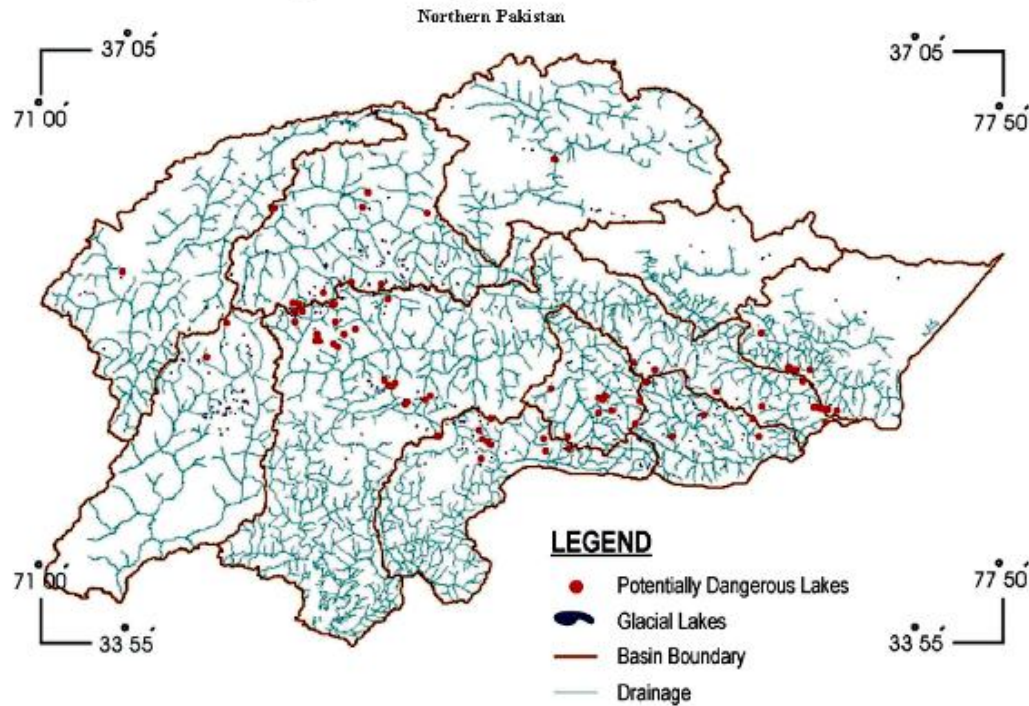 Northern Pakistan
37°05´
37°05´
71°00´
77°50´
71°00´
77°50´
33°55´
33°55´
LEGEND
Potentially Dangerous Lakes
Glacial Lakes
Basin Boundary
Drainage